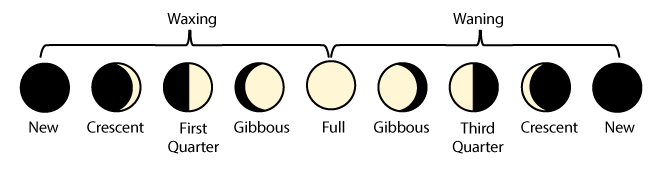 Waxing
Waning
New
Crescent
First
Quarter
Gibbous
Full
Gibbous
Third
Quarter
Crescent
New